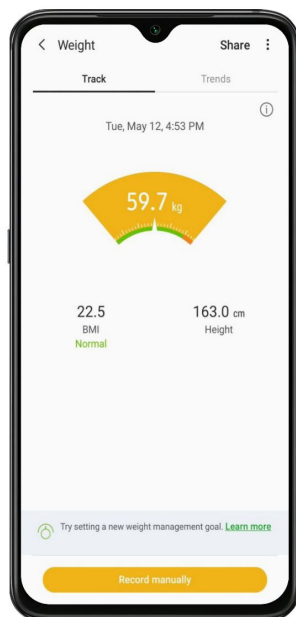 Weight
Share
Track
Trends
Tue, May 12, 4:53 PM
59.7 kg
22.5
BMI
Normal
163.0 cm
Height
Try setting a new weight management goal. Learn more
Record manually